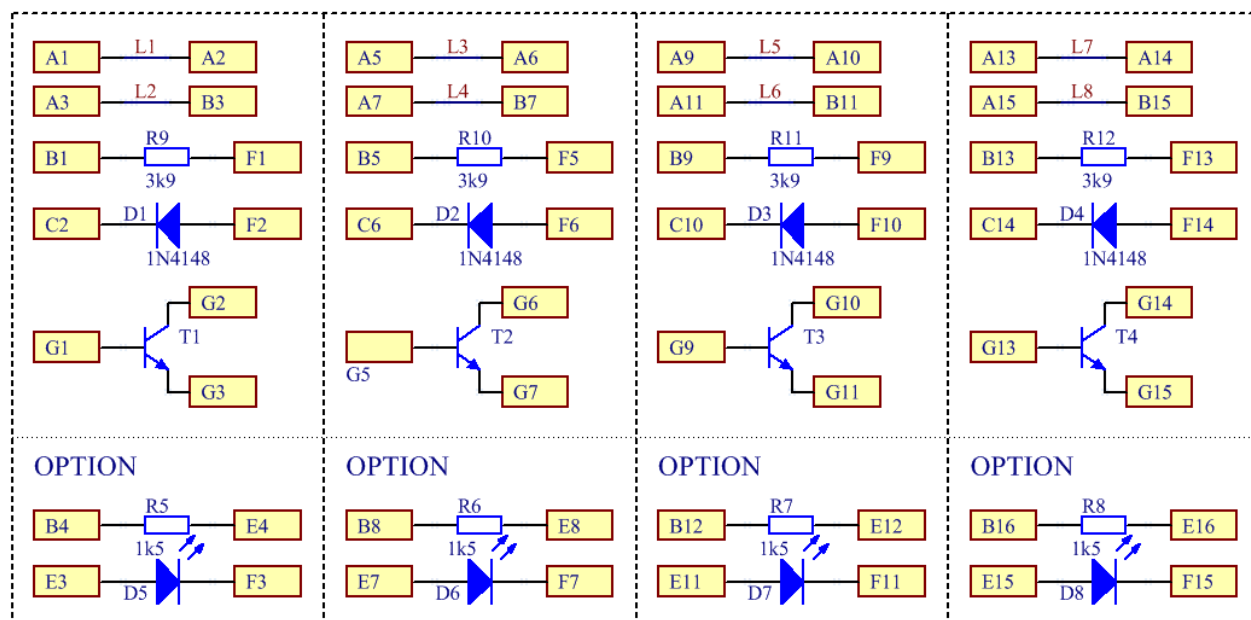 L1 L3 L5 L7
A1 A2 A5 A6 A9 A10 A13 A14
L2 L4 L6 L8
A3 B3 A7 B7 A11 B11 A15 B15
R9 R10 R11 R12
B1 F1 B5 F5 B9 F9 B13 F13
3k9 3k9 3k9 3k9
C2 D1 F2 C6 D2 F6 C10 D3 F10 C14 D4 F14
1N4148 1N4148 1N4148 1N4148
G2 G6 G10 G14
T1 T2 T3 T4
G1 G9 G13
G5
G3 G7 G11 G15
OPTION OPTION OPTION OPTION
R5 R6 R7 R8
B4 E4 B8 E8 B12 E12 B16 E16
1k5 1k5 1k5 1k5
E3 F3 E7 F7 E11 F11 E15 F15
D5 D6 D7 D8